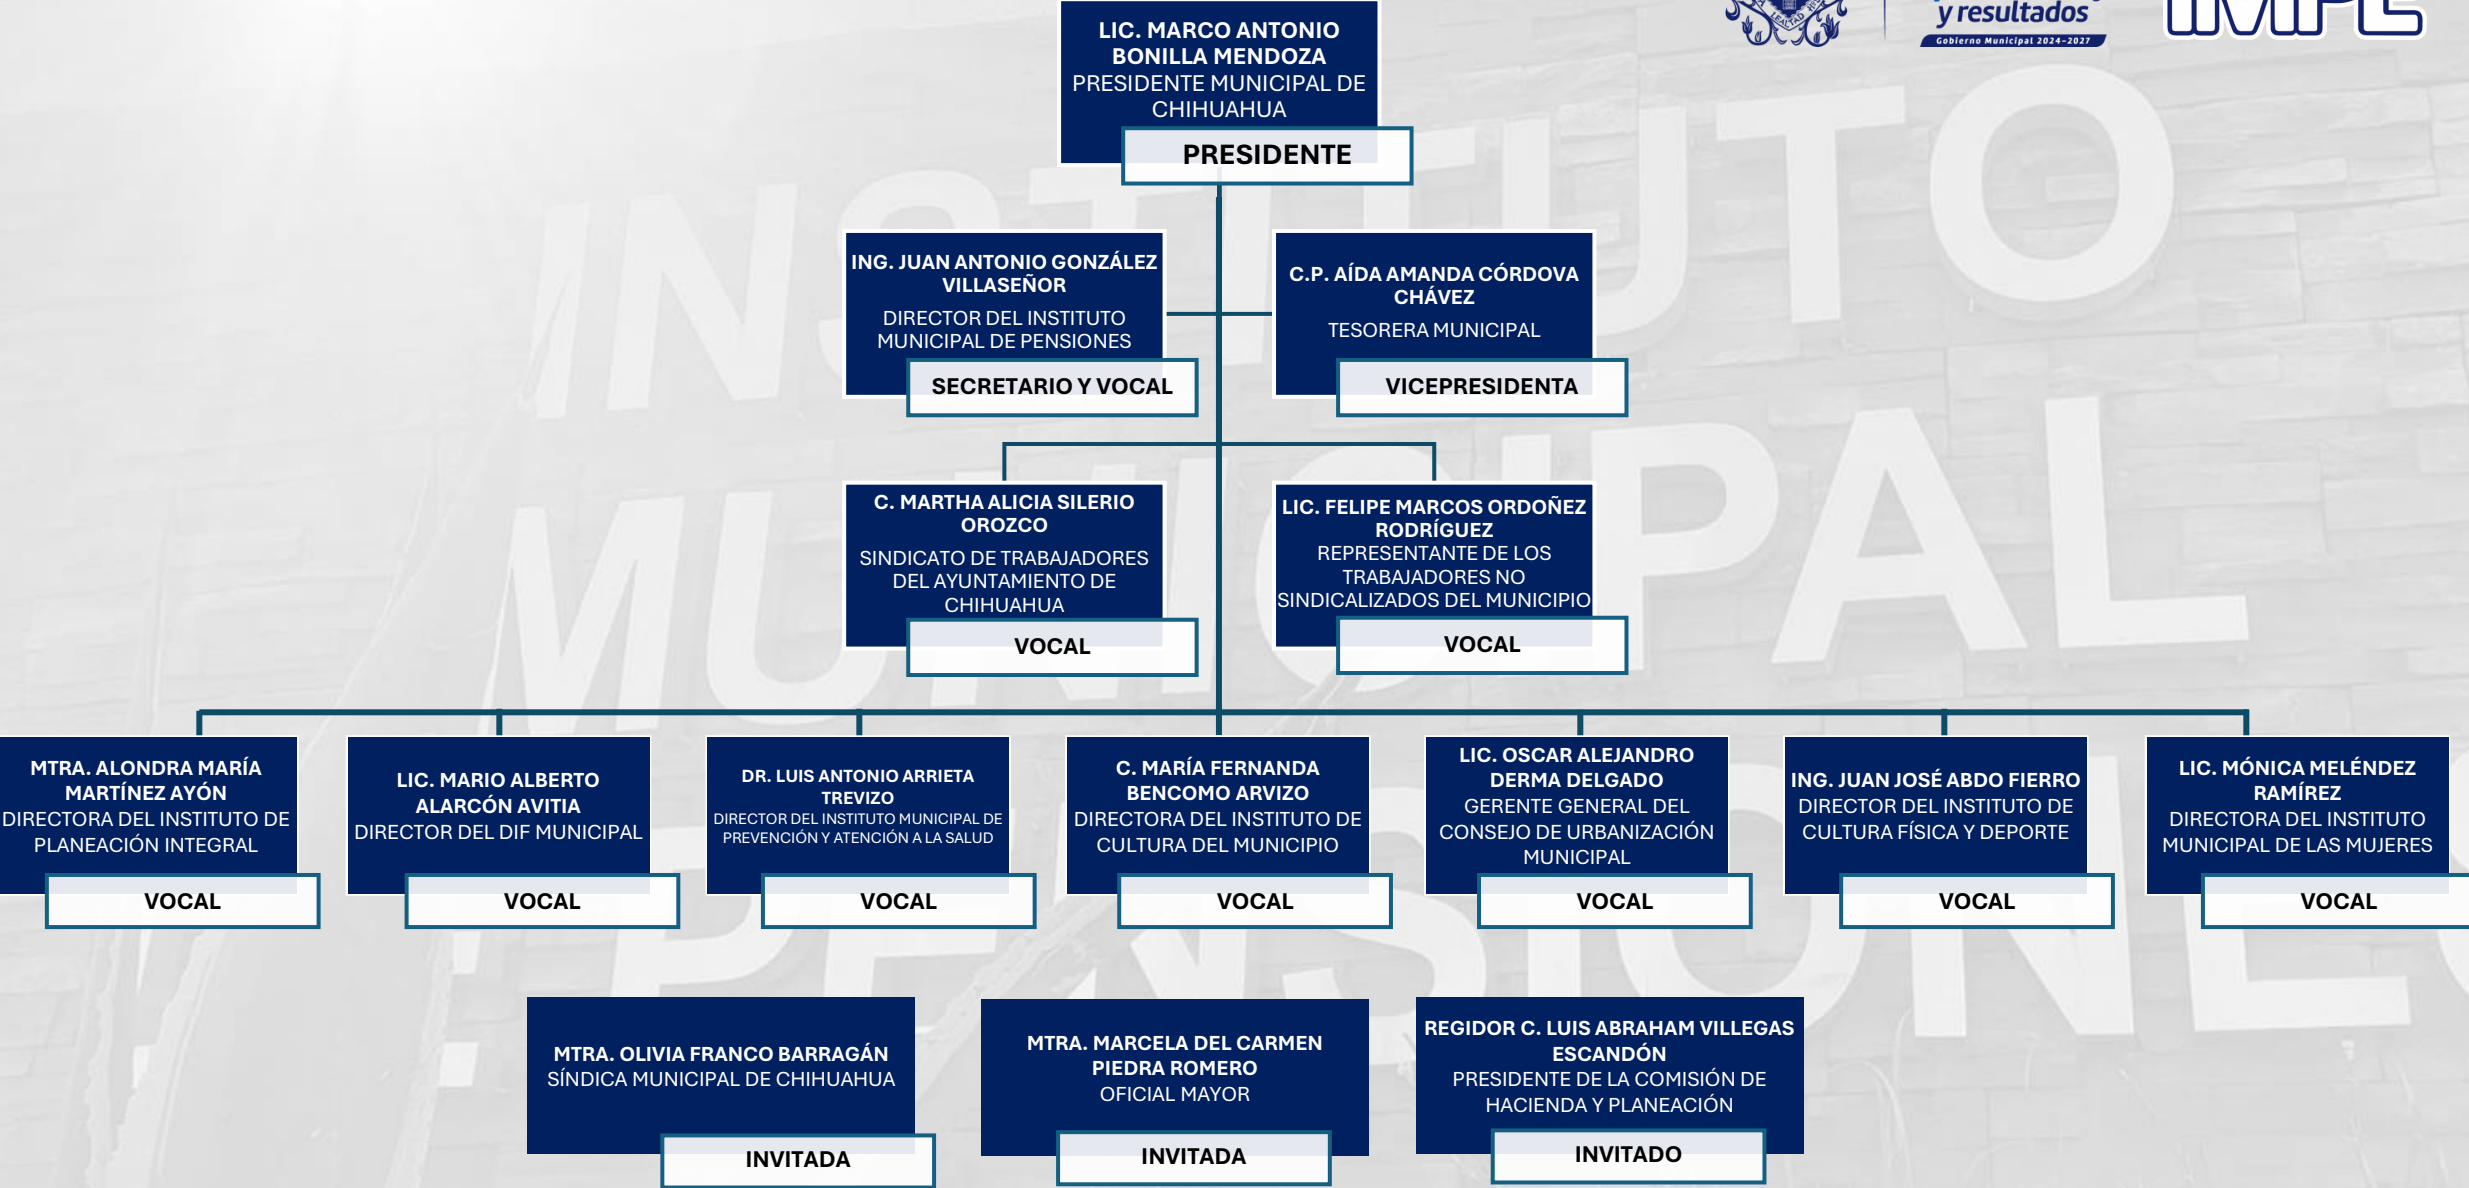 LIC. MARCO ANTONIO
BONILLA MENDOZA
PRESIDENTE MUNICIPAL DE
CHIHUAHUA
PRESIDENTE
LEALTAD
y resultados
Gobierno Municipal 2024-2027
IMPE
ING. JUAN ANTONIO GONZÁLEZ
VILLASEÑOR
DIRECTOR DEL INSTITUTO
MUNICIPAL DE PENSIONES
SECRETARIO Y VOCAL
C.P. AÍDA AMANDA CÓRDOVA
CHÁVEZ
TESORERA MUNICIPAL
VICEPRESIDENTA
C. MARTHA ALICIA SILERIO
OROZCO
SINDICATO DE TRABAJADORES
DEL AYUNTAMIENTO DE
CHIHUAHUA
VOCAL
LIC. FELIPE MARCOS ORDOÑEZ
RODRÍGUEZ
REPRESENTANTE DE LOS
TRABAJADORES NO
SINDICALIZADOS DEL MUNICIPIO
VOCAL
MTRA. ALONDRA MARÍA
MARTÍNEZ AYÓN
DIRECTORA DEL INSTITUTO DE
PLANEACIÓN INTEGRAL
VOCAL
LIC. MARIO ALBERTO
ALARCÓN AVITIA
DIRECTOR DEL DIF MUNICIPAL
VOCAL
DR. LUIS ANTONIO ARRIETA
TREVIZO
DIRECTOR DEL INSTITUTO MUNICIPAL DE
PREVENCIÓN Y ATENCIÓN A LA SALUD
VOCAL
C. MARÍA FERNANDA
BENCOMO ARVIZO
DIRECTORA DEL INSTITUTO DE
CULTURA DEL MUNICIPIO
VOCAL
LIC. OSCAR ALEJANDRO
DERMA DELGADO
GERENTE GENERAL DEL
CONSEJO DE URBANIZACIÓN
MUNICIPAL
VOCAL
ING. JUAN JOSÉ ABDO FIERRO
DIRECTOR DEL INSTITUTO DE
CULTURA FÍSICA Y DEPORTE
VOCAL
LIC. MÓNICA MELÉNDEZ
RAMÍREZ
DIRECTORA DEL INSTITUTO
MUNICIPAL DE LAS MUJERES
VOCAL
MTRA. OLIVIA FRANCO BARRAGÁN
SÍNDICA MUNICIPAL DE CHIHUAHUA
INVITADA
MTRA. MARCELA DEL CARMEN
PIEDRA ROMERO
OFICIAL MAYOR
INVITADA
REGIDOR C. LUIS ABRAHAM VILLEGAS
ESCANDÓN
PRESIDENTE DE LA COMISIÓN DE
HACIENDA Y PLANEACIÓN
INVITADO
INSTITUTO
MUNICIPAL
PENSIONES